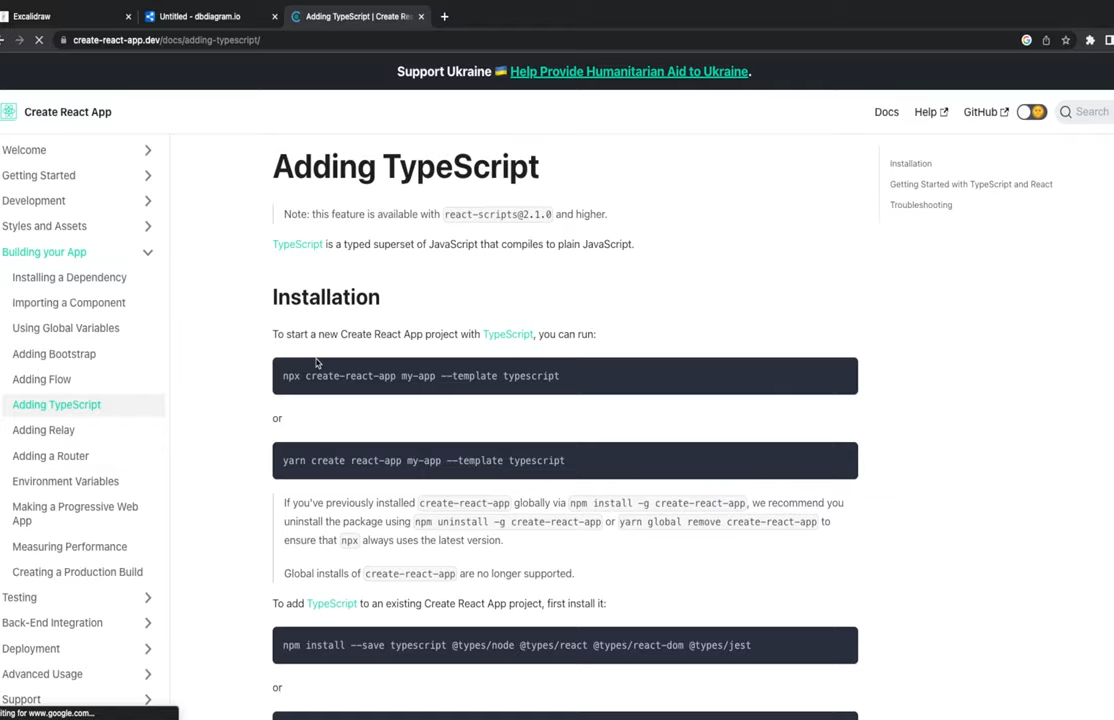 Excalidraw
Untitled - dbdiagram.io
Adding TypeScript | Create Rea
create-react-app.dev/docs/adding-typescript/
Support Ukraine 🇺🇦 Help Provide Humanitarian Aid to Ukraine.
Create React App
Docs
Help
GitHub
Search
Welcome
Getting Started
Development
Styles and Assets
Building your App
Installing a Dependency
Importing a Component
Using Global Variables
Adding Bootstrap
Adding Flow
Adding TypeScript
Adding Relay
Adding a Router
Environment Variables
Making a Progressive Web
App
Measuring Performance
Creating a Production Build
Testing
Back-End Integration
Deployment
Advanced Usage
Support
iting for www.google.com...
Adding TypeScript
Note: this feature is available with react-scripts@2.1.0 and higher.
TypeScript is a typed superset of JavaScript that compiles to plain JavaScript.
Installation
To start a new Create React App project with TypeScript, you can run:
npx create-react-app my-app --template typescript
or
yarn create react-app my-app --template typescript
If you've previously installed create-react-app globally via npm install -g create-react-app, we recommend you
uninstall the package using npm uninstall -g create-react-app or yarn global remove create-react-app to
ensure that npx always uses the latest version.
Global installs of create-react-app are no longer supported.
To add TypeScript to an existing Create React App project, first install it:
npm install --save typescript @types/node @types/react @types/react-dom @types/jest
or
Installation
Getting Started with TypeScript and React
Troubleshooting